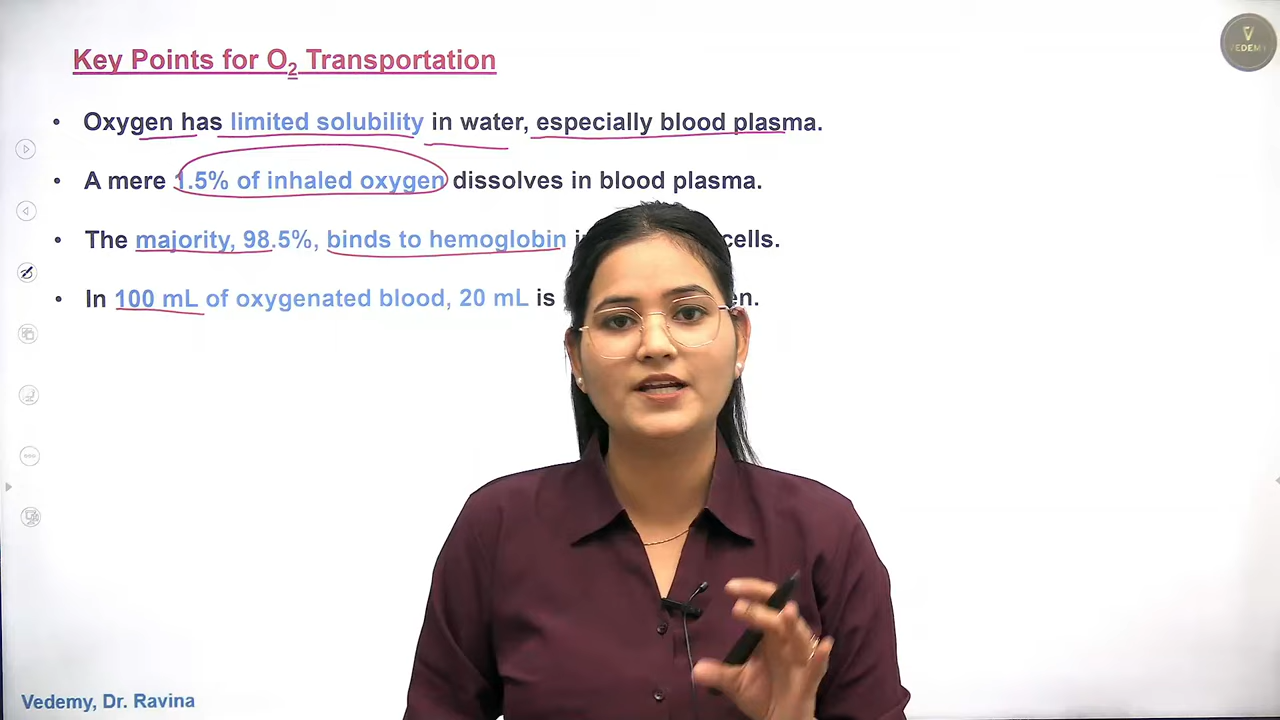 Key Points for O₂ Transportation
VEDEMY
• Oxygen has limited solubility in water, especially blood plasma.
• A mere 1.5% of inhaled oxygen dissolves in blood plasma.
• The majority, 98.5%, binds to hemoglobin cells.
• In 100 mL of oxygenated blood, 20 mL is
Vedemy, Dr. Ravina